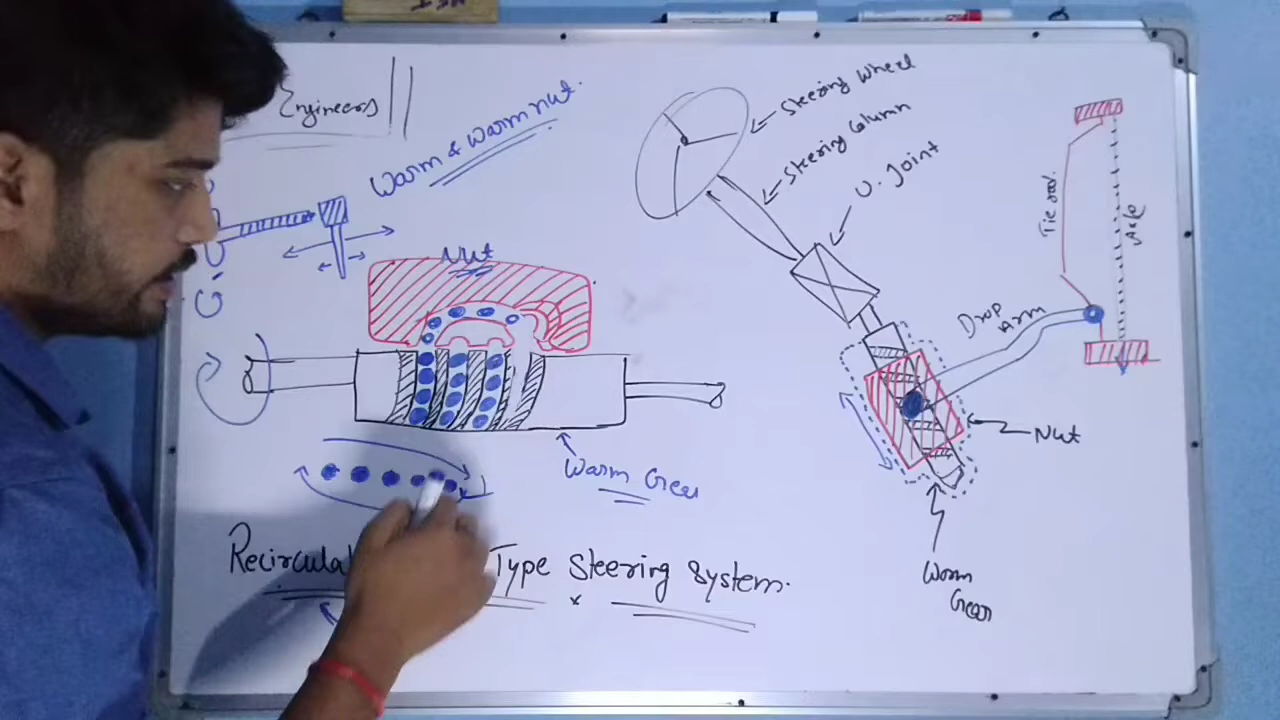 Engineers
Warm & Warm nut.
Nut
Warm Gear
Recirculat Type Steering System.
Steering Wheel
Steering Column
U. Joint
Tie rod.
Axle
Drop
Arm
Nut
Worm
Gear